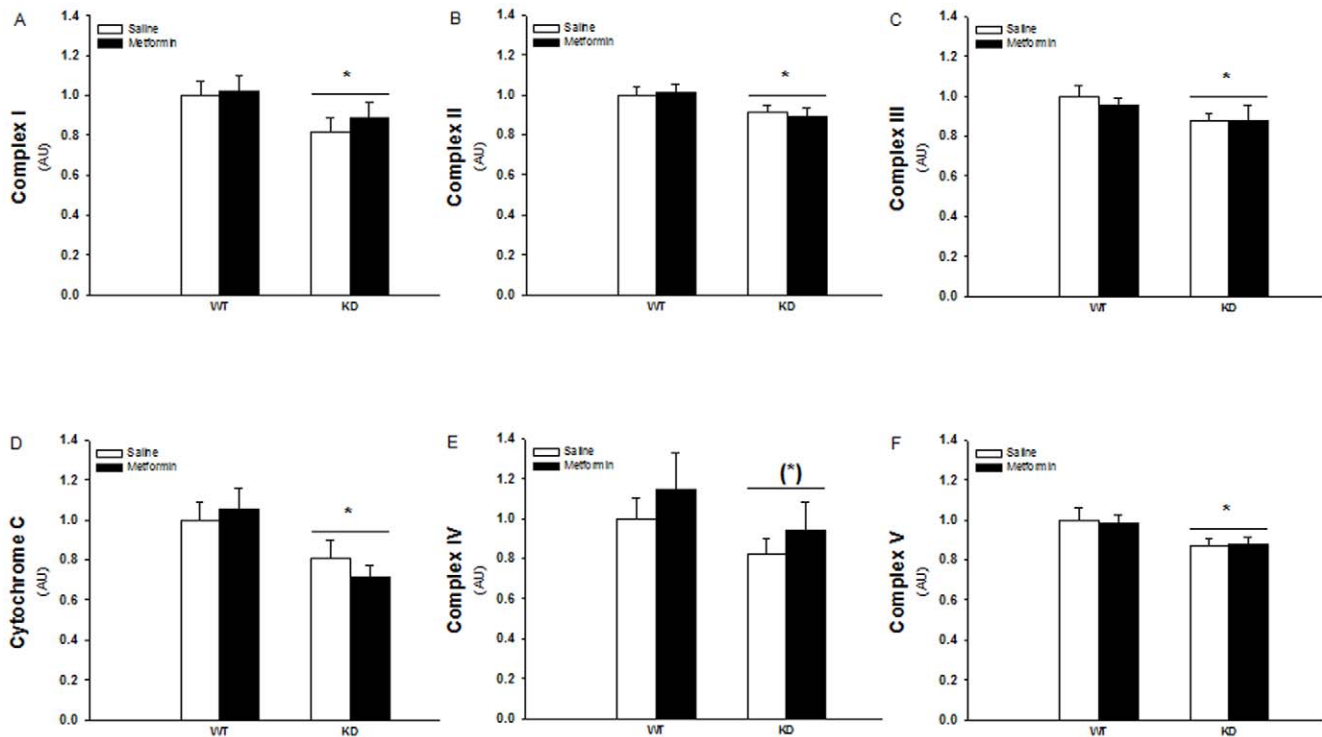 A
Complex I
(AU)
1.4
1.2
1.0
0.8
0.6
0.4
0.2
0.0
Saline
Metformin
*
WT
KD
B
Complex II
(AU)
1.4
1.2
1.0
0.8
0.6
0.4
0.2
0.0
Saline
Metformin
*
WT
KD
C
Complex III
(AU)
1.4
1.2
1.0
0.8
0.6
0.4
0.2
0.0
Saline
Metformin
*
WT
KD
D
Cytochrome C
(AU)
1.4
1.2
1.0
0.8
0.6
0.4
0.2
0.0
Saline
Metformin
*
WT
KD
E
Complex IV
(AU)
1.4
1.2
1.0
0.8
0.6
0.4
0.2
0.0
Saline
Metformin
(*)
WT
KD
F
Complex V
(AU)
1.4
1.2
1.0
0.8
0.6
0.4
0.2
0.0
Saline
Metformin
*
WT
KD